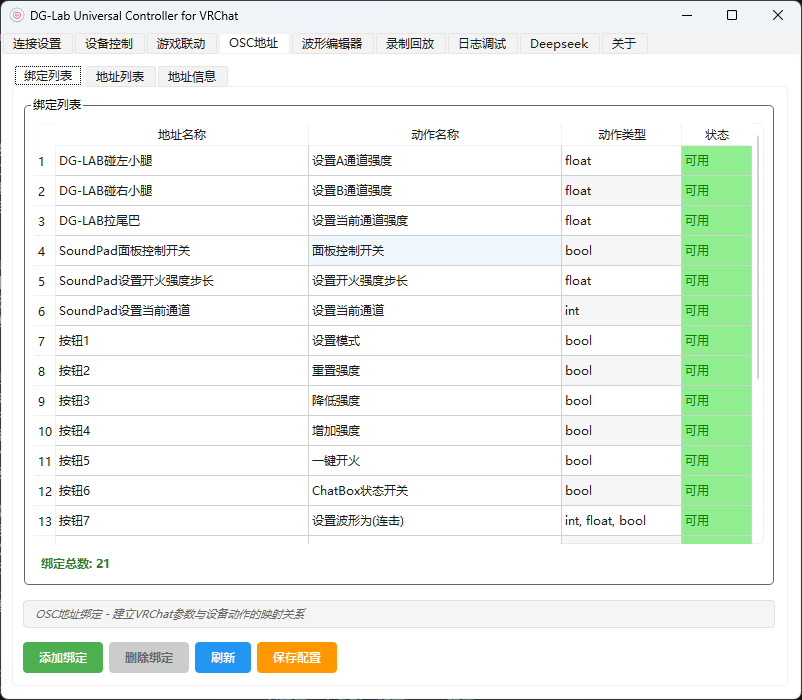 DG-Lab Universal Controller for VRChat
连接设置 设备控制 游戏联动 OSC地址 波形编辑器 录制回放 日志调试 Deepseek 关于
绑定列表 地址列表 地址信息
绑定列表
地址名称 动作名称 动作类型 状态
1 DG-LAB碰左小腿 设置A通道强度 float 可用
2 DG-LAB碰右小腿 设置B通道强度 float 可用
3 DG-LAB拉尾巴 设置当前通道强度 float 可用
4 SoundPad面板控制开关 面板控制开关 bool 可用
5 SoundPad设置开火强度步长 设置开火强度步长 float 可用
6 SoundPad设置当前通道 设置当前通道 int 可用
7 按钮1 设置模式 bool 可用
8 按钮2 重置强度 bool 可用
9 按钮3 降低强度 bool 可用
10 按钮4 增加强度 bool 可用
11 按钮5 一键开火 bool 可用
12 按钮6 ChatBox状态开关 bool 可用
13 按钮7 设置波形为(连击) int, float, bool 可用
绑定总数: 21
OSC地址绑定 - 建立VRChat参数与设备动作的映射关系
添加绑定 删除绑定 刷新 保存配置